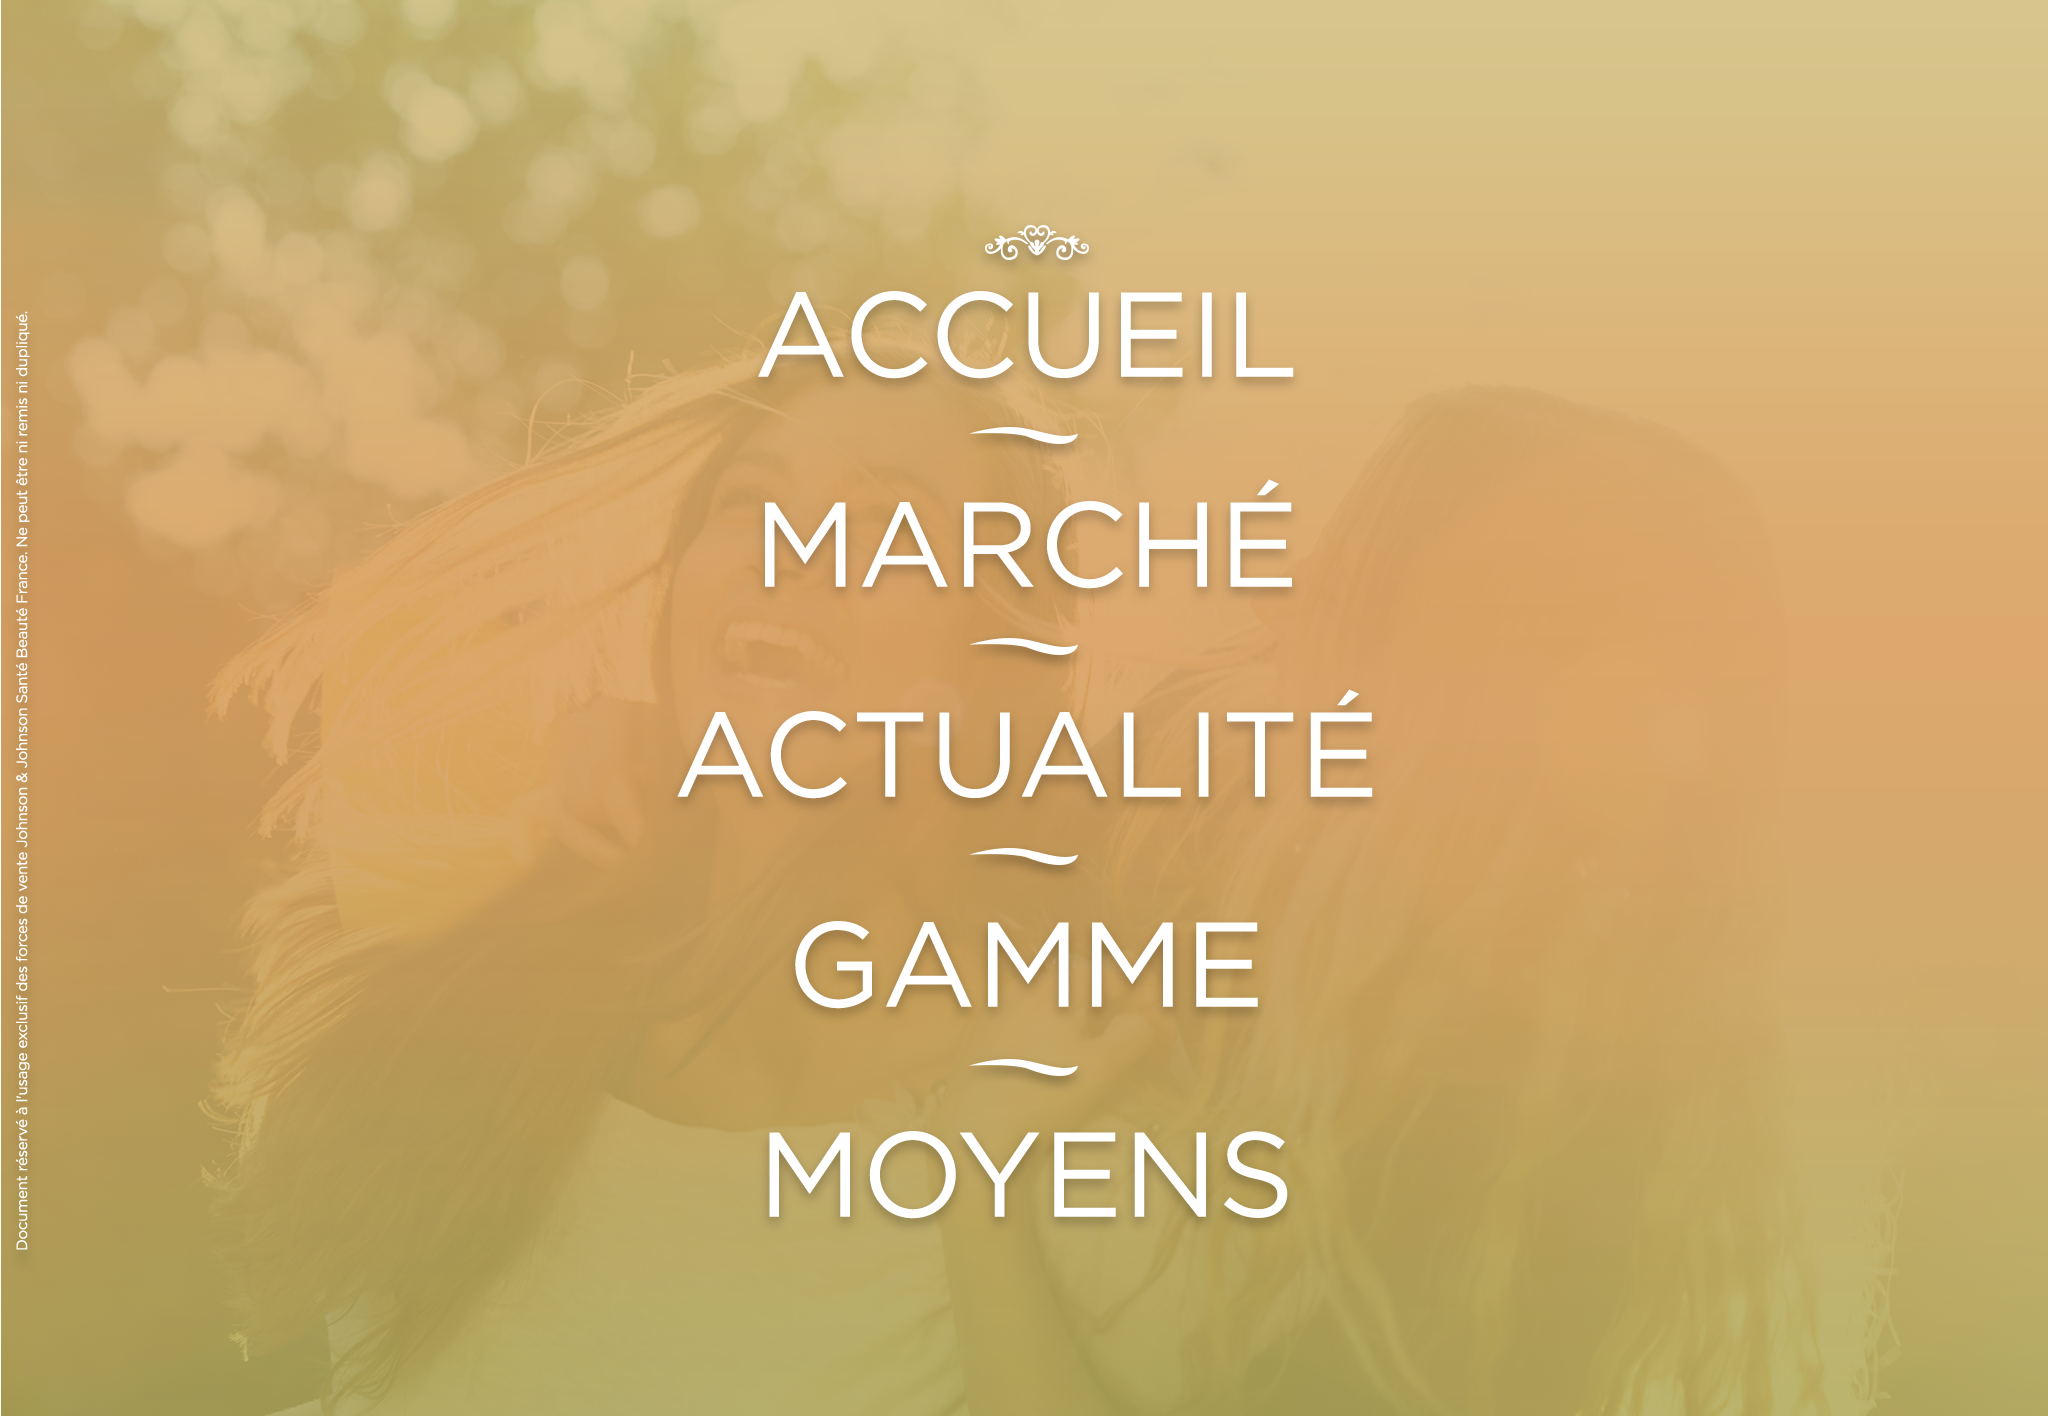 ACCUEIL
MARCHÉ
ACTUALITÉ
GAMME
MOYENS
Document réservé à l'usage exclusif des forces de vente Johnson & Johnson Santé Beauté France. Ne peut être ni remis ni dupliqué.